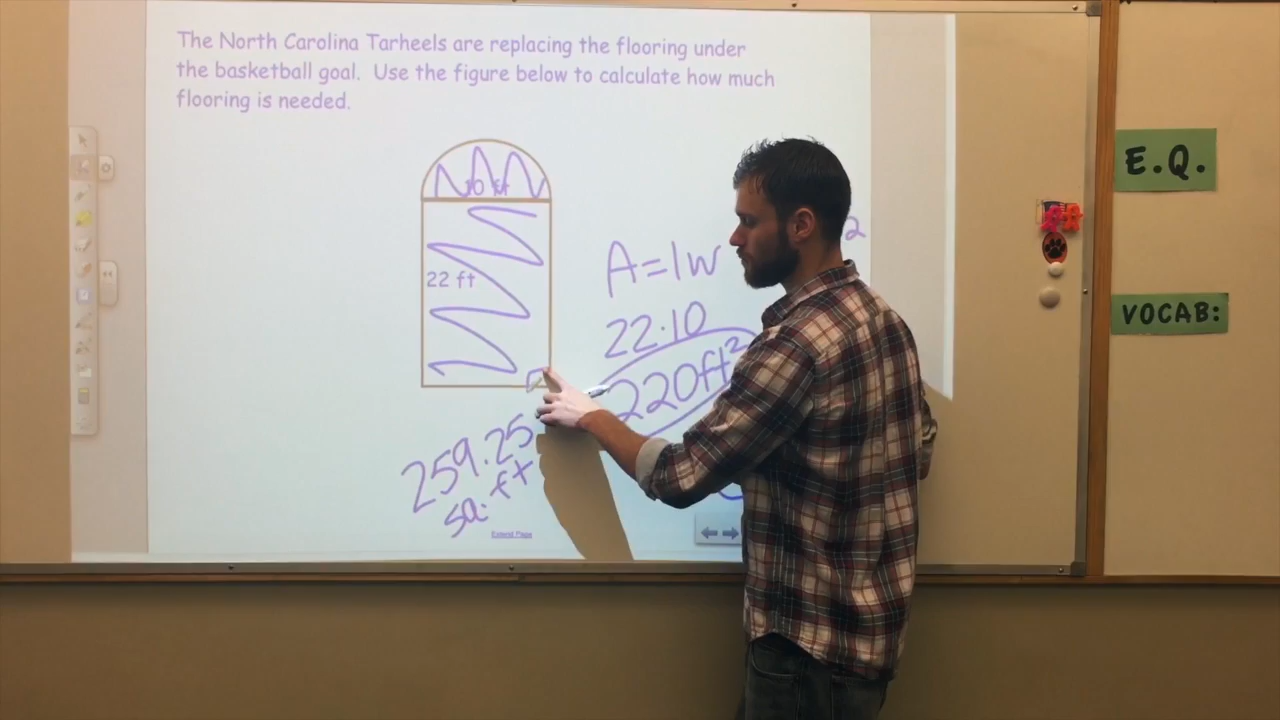 The North Carolina Tarheels are replacing the flooring under
the basketball goal. Use the figure below to calculate how much
flooring is needed.
E.Q.
10 ft
A=lw
2
22 ft
VOCAB:
22·10
220ft²
259.25
sq. ft
Extend Page